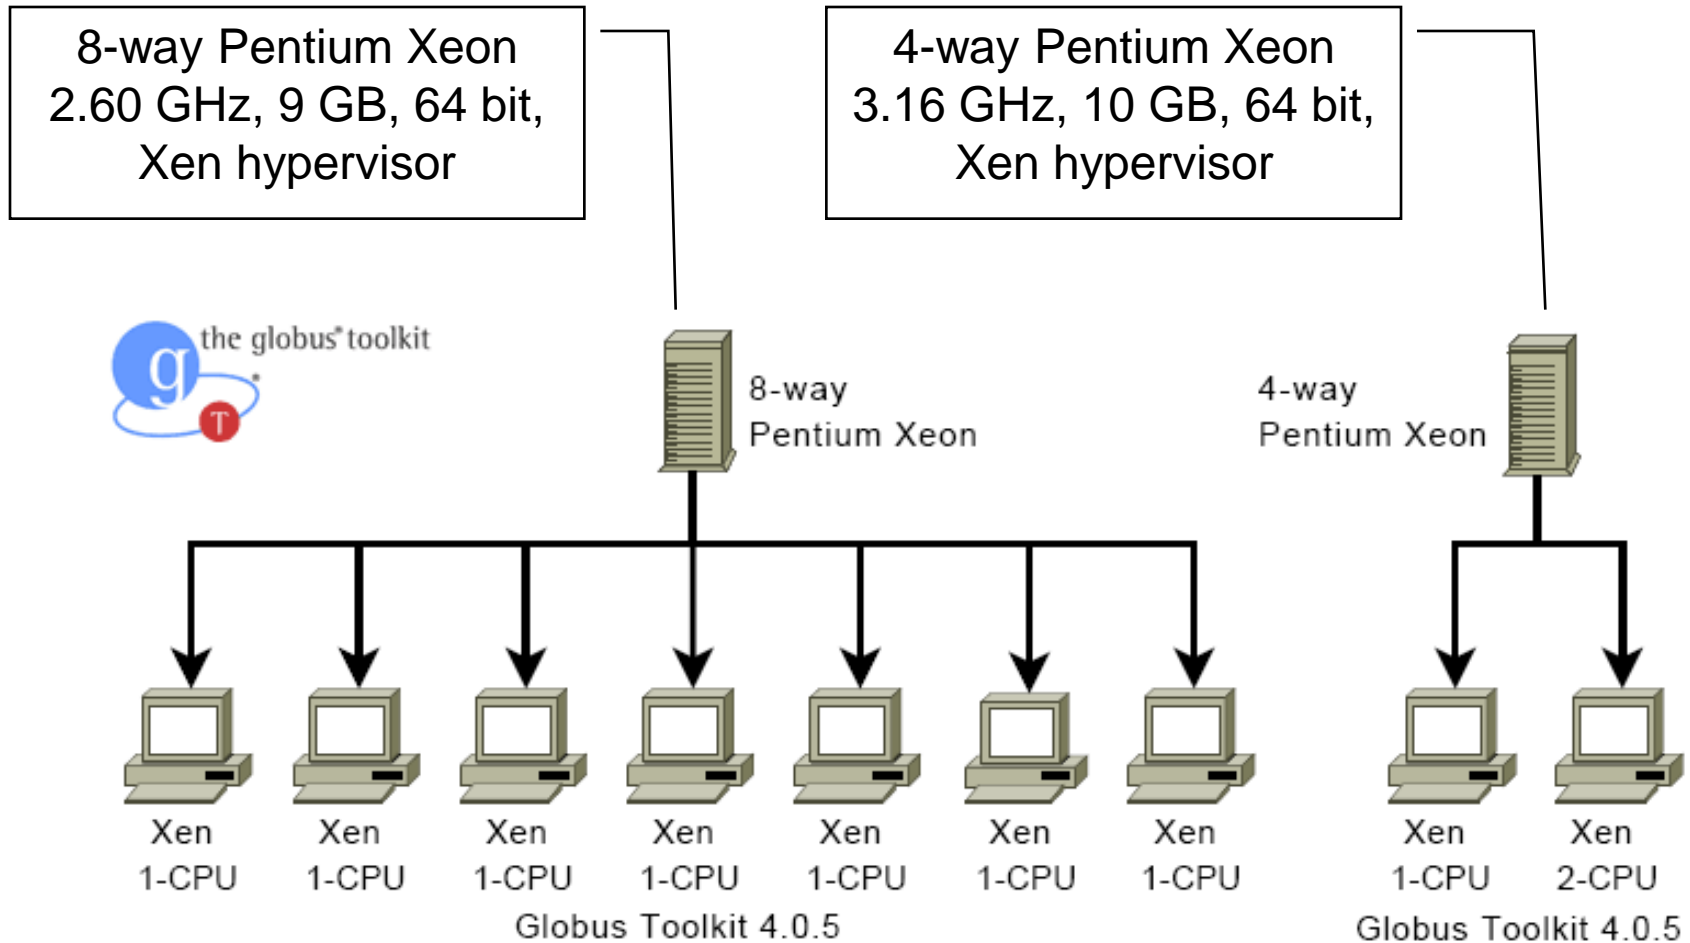 8-way Pentium Xeon
2.60 GHz, 9 GB, 64 bit,
Xen hypervisor
4-way Pentium Xeon
3.16 GHz, 10 GB, 64 bit,
Xen hypervisor
g
the globus® toolkit
T
8-way
Pentium Xeon
4-way
Pentium Xeon
Xen
1-CPU
Xen
1-CPU
Xen
1-CPU
Xen
1-CPU
Xen
1-CPU
Xen
1-CPU
Xen
1-CPU
Globus Toolkit 4.0.5
Xen
1-CPU
Xen
2-CPU
Globus Toolkit 4.0.5